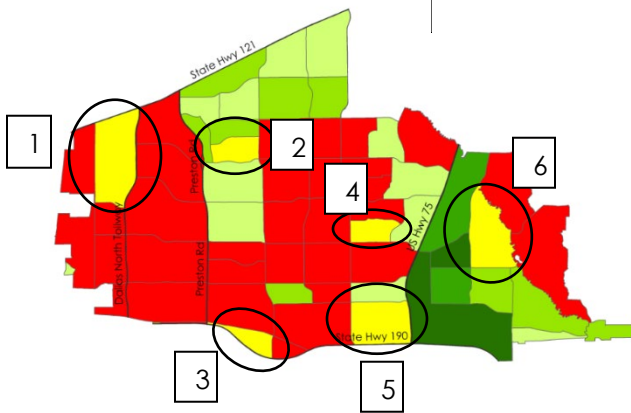 State Hwy 121
1
Preston Rd
2
6
4
US Hwy 75
Dallas North Tollway
Preston Rd
State Hwy 190
3
5